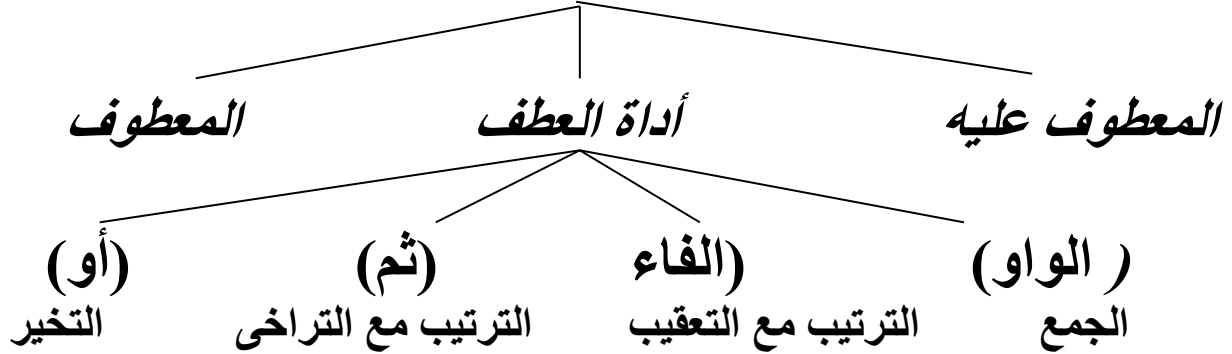 المعطوف عليه أداة العطف المعطوف
( الواو) (الفاء (ثم) (أو)
الجمع الترتيب مع التعقيب الترتيب مع التراخى التخير